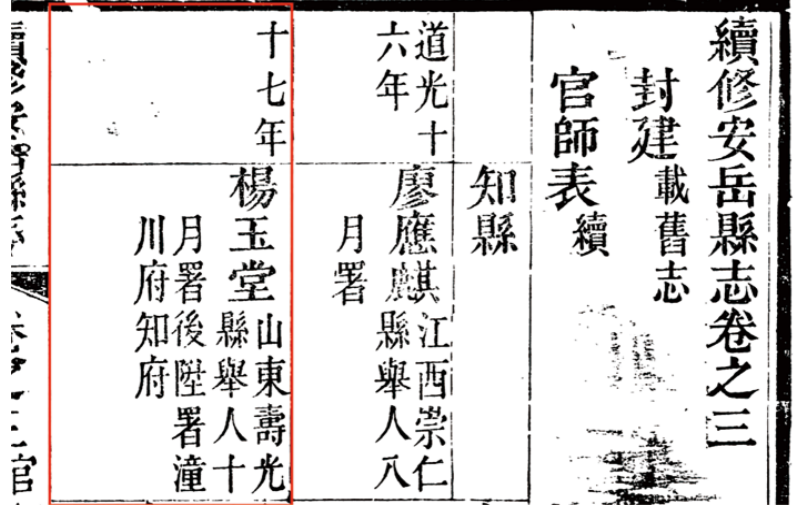 續修安岳縣志卷之三
封建 載舊志
官師表 續
知縣
道光十
六年
廖應麒 江西崇仁
縣舉人八
月署
十七年
楊玉堂 山東壽光
縣舉人十
月署後陞署潼
川府知府
官